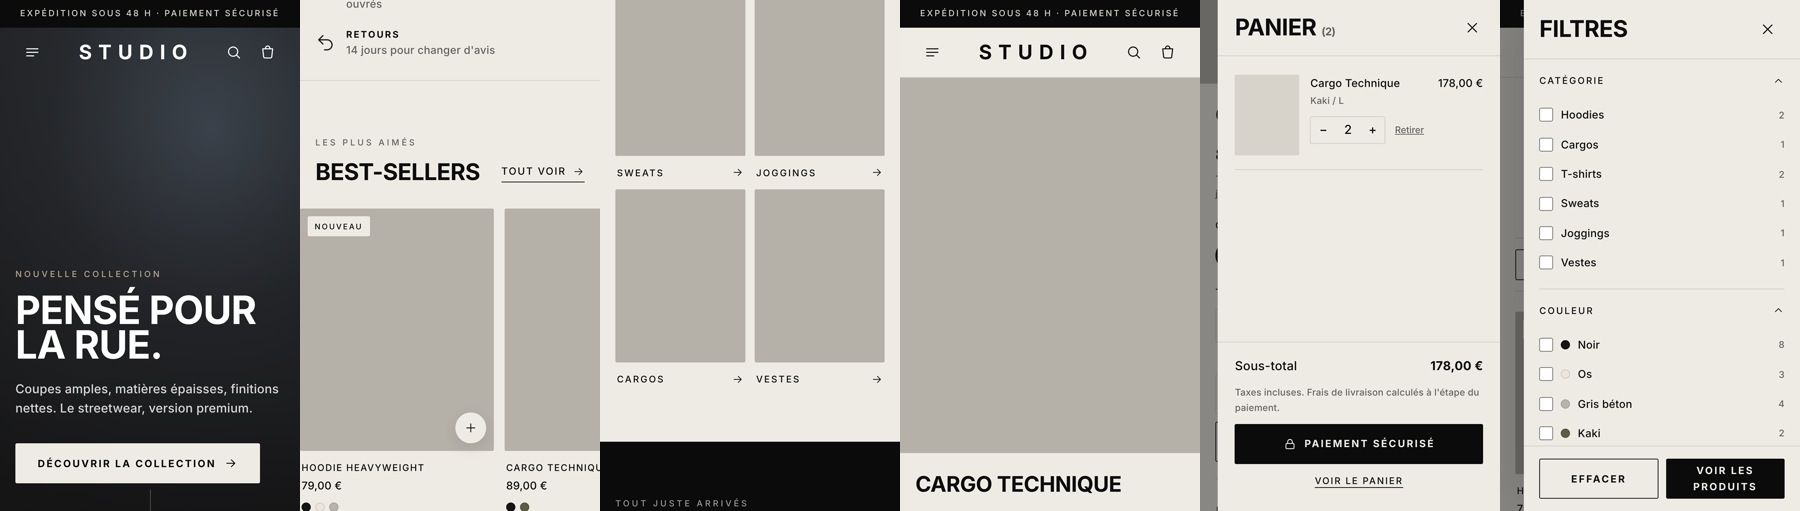 EXPÉDITION SOUS 48 H · PAIEMENT SÉCURISÉ
STUDIO
NOUVELLE COLLECTION
PENSÉ POUR
LA RUE.
Coupes amples, matières épaisses, finitions
nettes. Le streetwear, version premium.
DÉCOUVRIR LA COLLECTION
ouvrés
RETOURS
14 jours pour changer d'avis
LES PLUS AIMÉS
BEST-SELLERS
TOUT VOIR
NOUVEAU
HOODIE HEAVYWEIGHT
79,00 €
CARGO TECHNIQU
89,00 €
SWEATS
JOGGINGS
CARGOS
VESTES
TOUT JUSTE ARRIVÉS
EXPÉDITION SOUS 48 H · PAIEMENT SÉCURISÉ
STUDIO
CARGO TECHNIQUE
PANIER (2)
Cargo Technique
178,00 €
Kaki / L
2
Retirer
Sous-total
178,00 €
Taxes incluses. Frais de livraison calculés à l'étape du
paiement.
PAIEMENT SÉCURISÉ
VOIR LE PANIER
FILTRES
CATÉGORIE
Hoodies 2
Cargos 1
T-shirts 2
Sweats 1
Joggings 1
Vestes 1
COULEUR
Noir 8
Os 3
Gris béton 4
Kaki 2
EFFACER
VOIR LES
PRODUITS